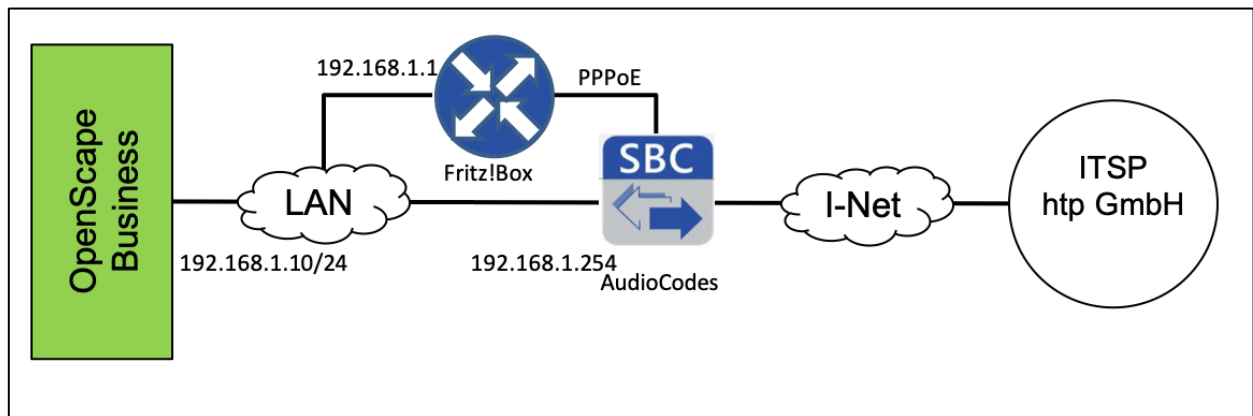 OpenScape
Business
192.168.1.1
PPPoE
Fritz!Box
LAN
192.168.1.10/24
SBC
192.168.1.254
AudioCodes
I-Net
ITSP
htp GmbH